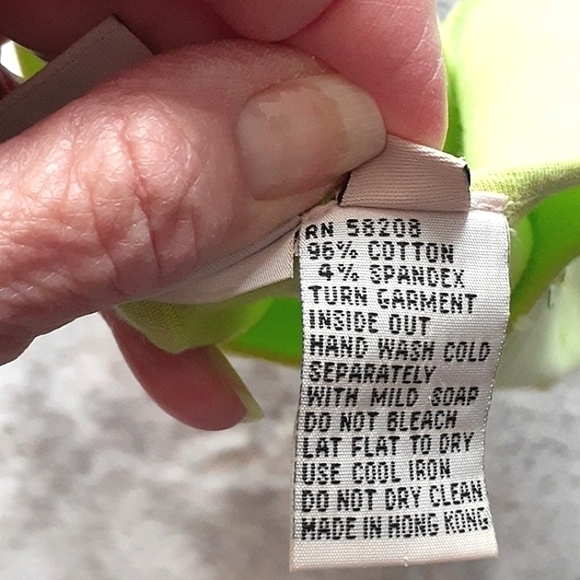 RN 58208
96% COTTON
4% SPANDEX
TURN GARMENT
INSIDE OUT
HAND WASH COLD
SEPARATELY
WITH MILD SOAP
DO NOT BLEACH
LAT FLAT TO DRY
USE COOL IRON
DO NOT DRY CLEAN
MADE IN HONG KONG